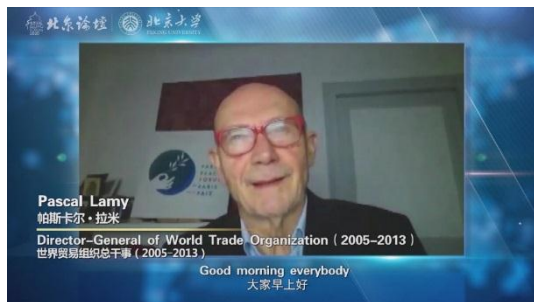 北京论坛
北京大学
PEKING UNIVERSITY
Pascal Lamy
帕斯卡尔·拉米
Director-General of World Trade Organization (2005-2013)
世界贸易组织总干事(2005-2013)
Good morning everybody
大家早上好